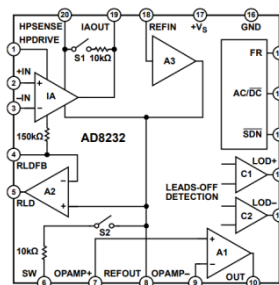 20
19
18
17
16
HPSENSE
IAOUT
REFIN
+VS
GND
HPDRIVE
S1
10kΩ
1
+IN
2
–IN
3
IA
A3
FR
AC/DC
SDN
150kΩ
AD8232
4
RLDFB
5
RLD
A2
LEADS-OFF
DETECTION
C1
LOD+
C2
LOD–
10kΩ
S2
A1
SW
OPAMP+
REFOUT
OPAMP–
OUT
6
7
8
9
10